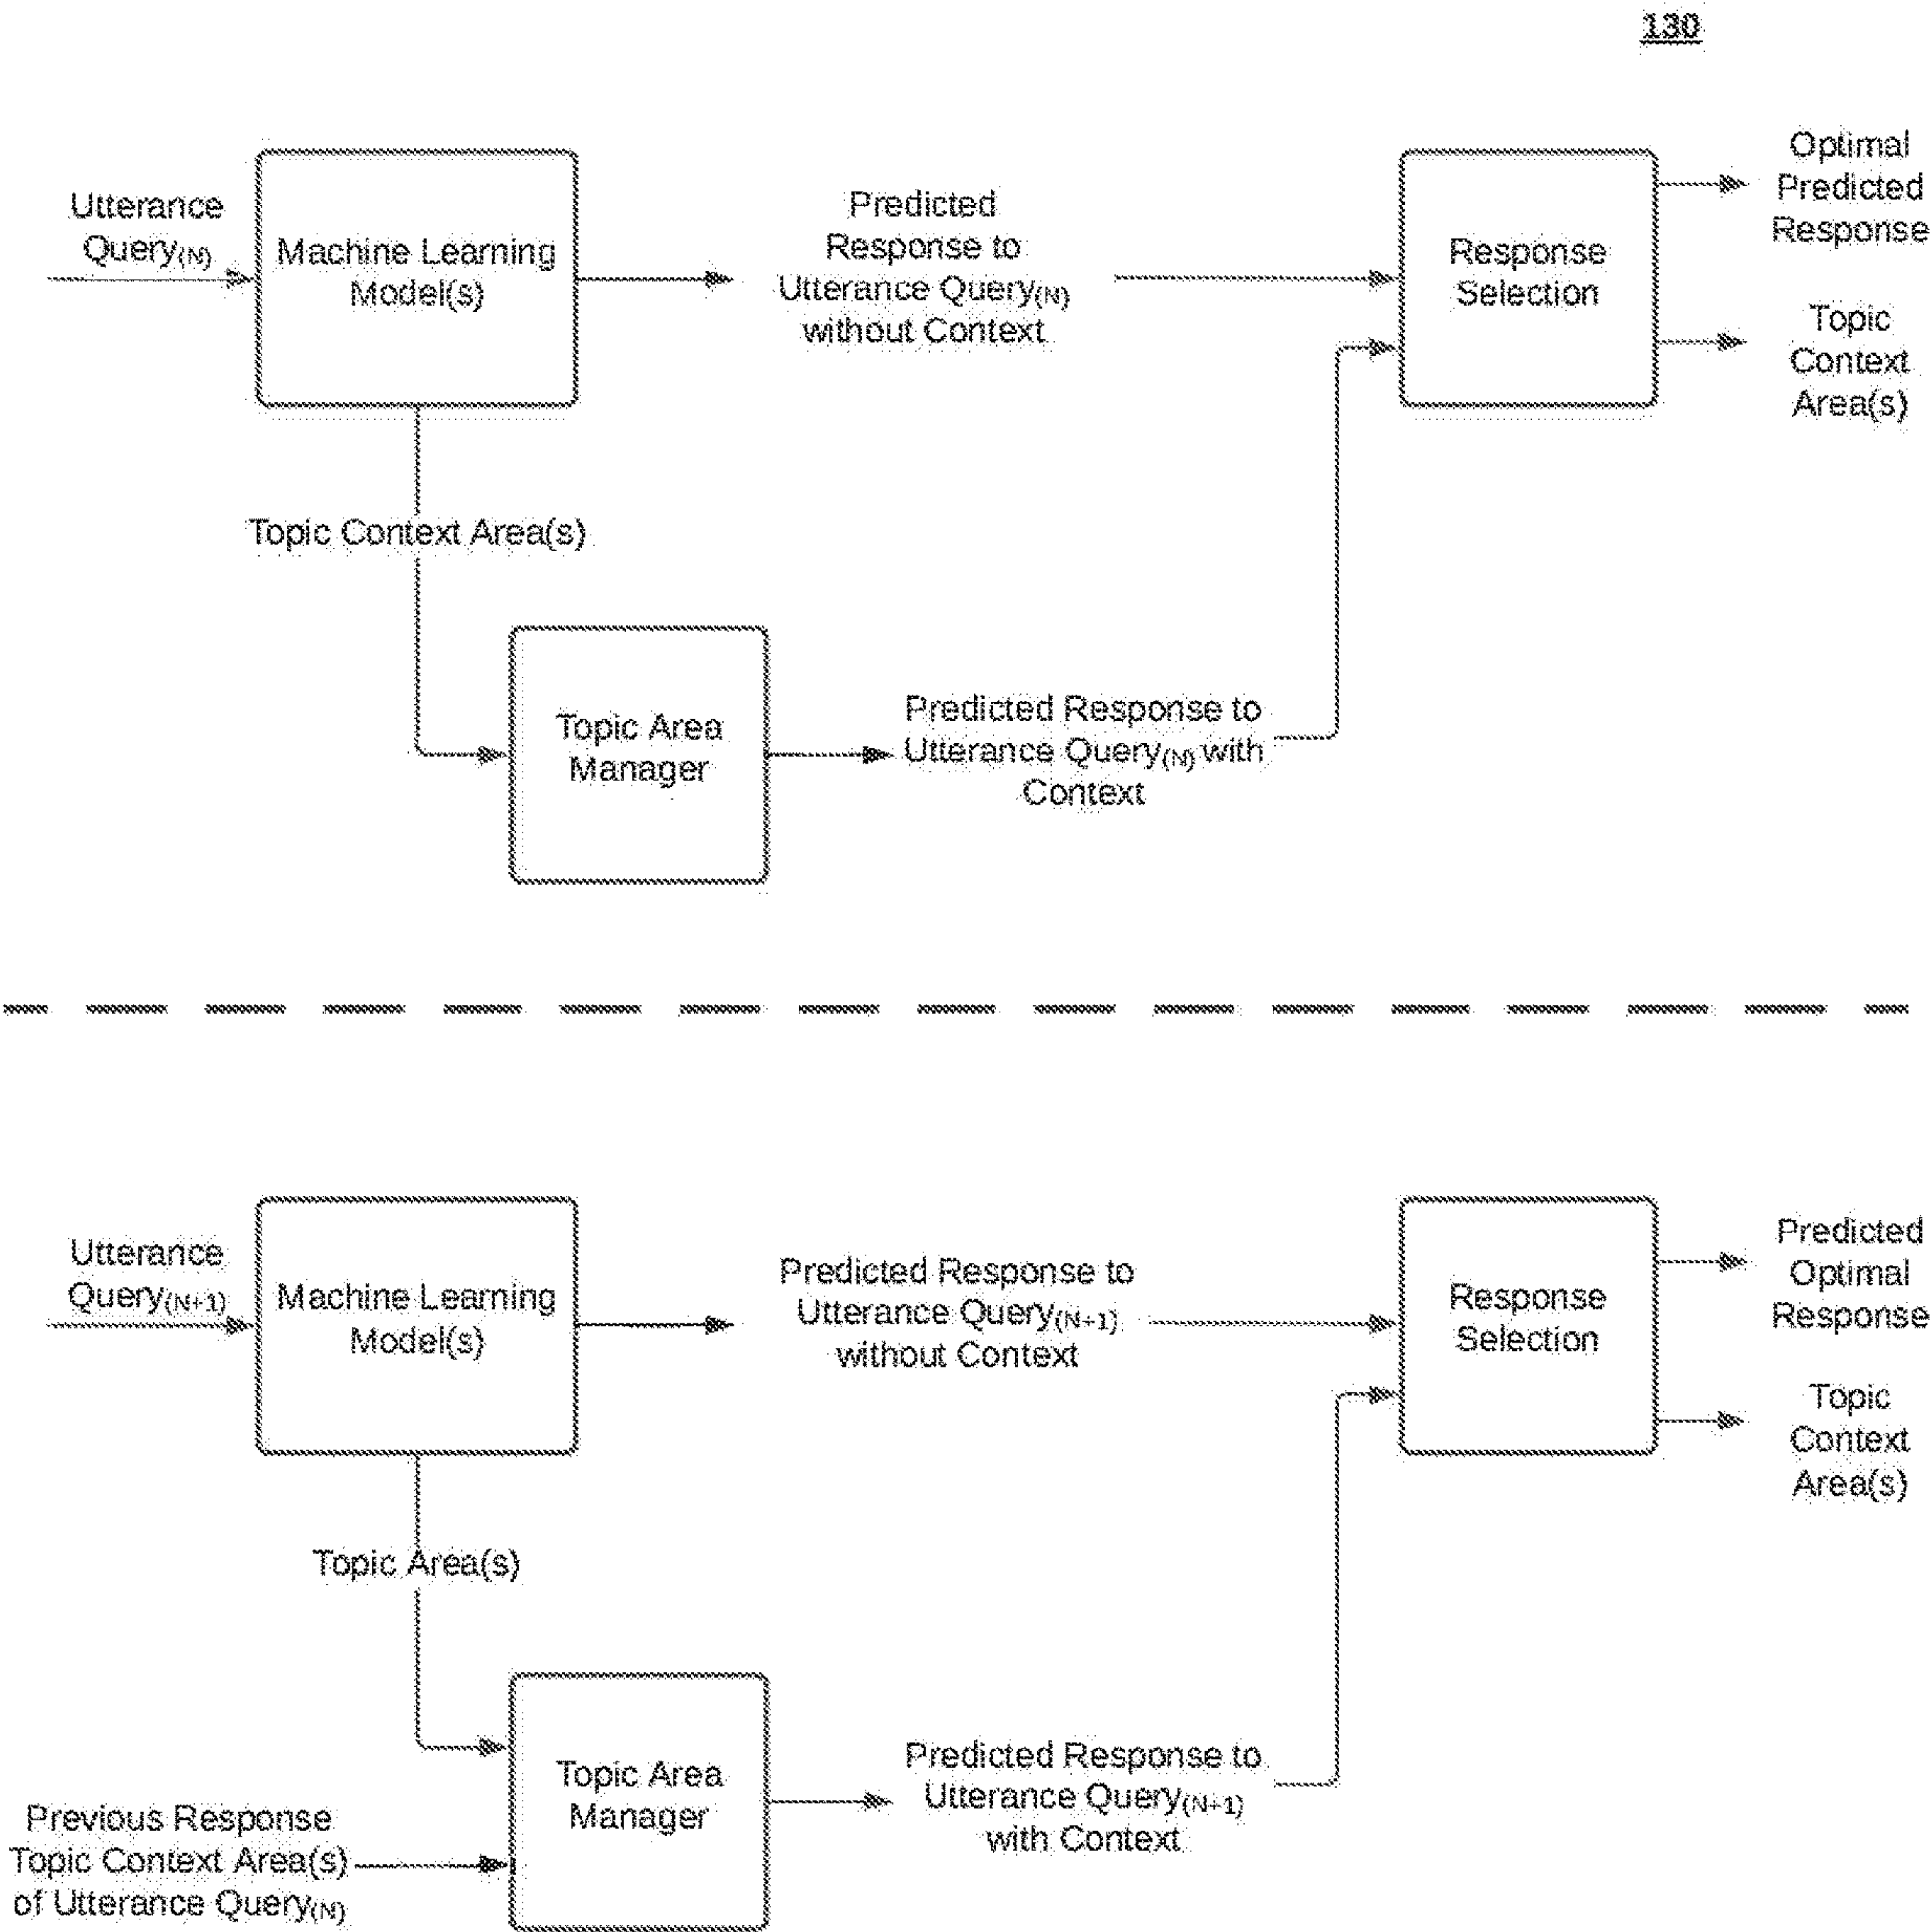 130
Utterance
Query(N)
Machine Learning
Model(s)
Predicted
Response to
Utterance Query(N)
without Context
Response
Selection
Optimal
Predicted
Response
Topic
Context
Area(s)
Topic Context Area(s)
Topic Area
Manager
Predicted Response to
Utterance Query(N) with
Context
Utterance
Query(N+1)
Machine Learning
Model(s)
Predicted Response to
Utterance Query(N+1)
without Context
Response
Selection
Predicted
Optimal
Response
Topic
Context
Area(s)
Topic Area(s)
Previous Response
Topic Context Area(s)
of Utterance Query(N)
Topic Area
Manager
Predicted Response to
Utterance Query(N+1)
with Context